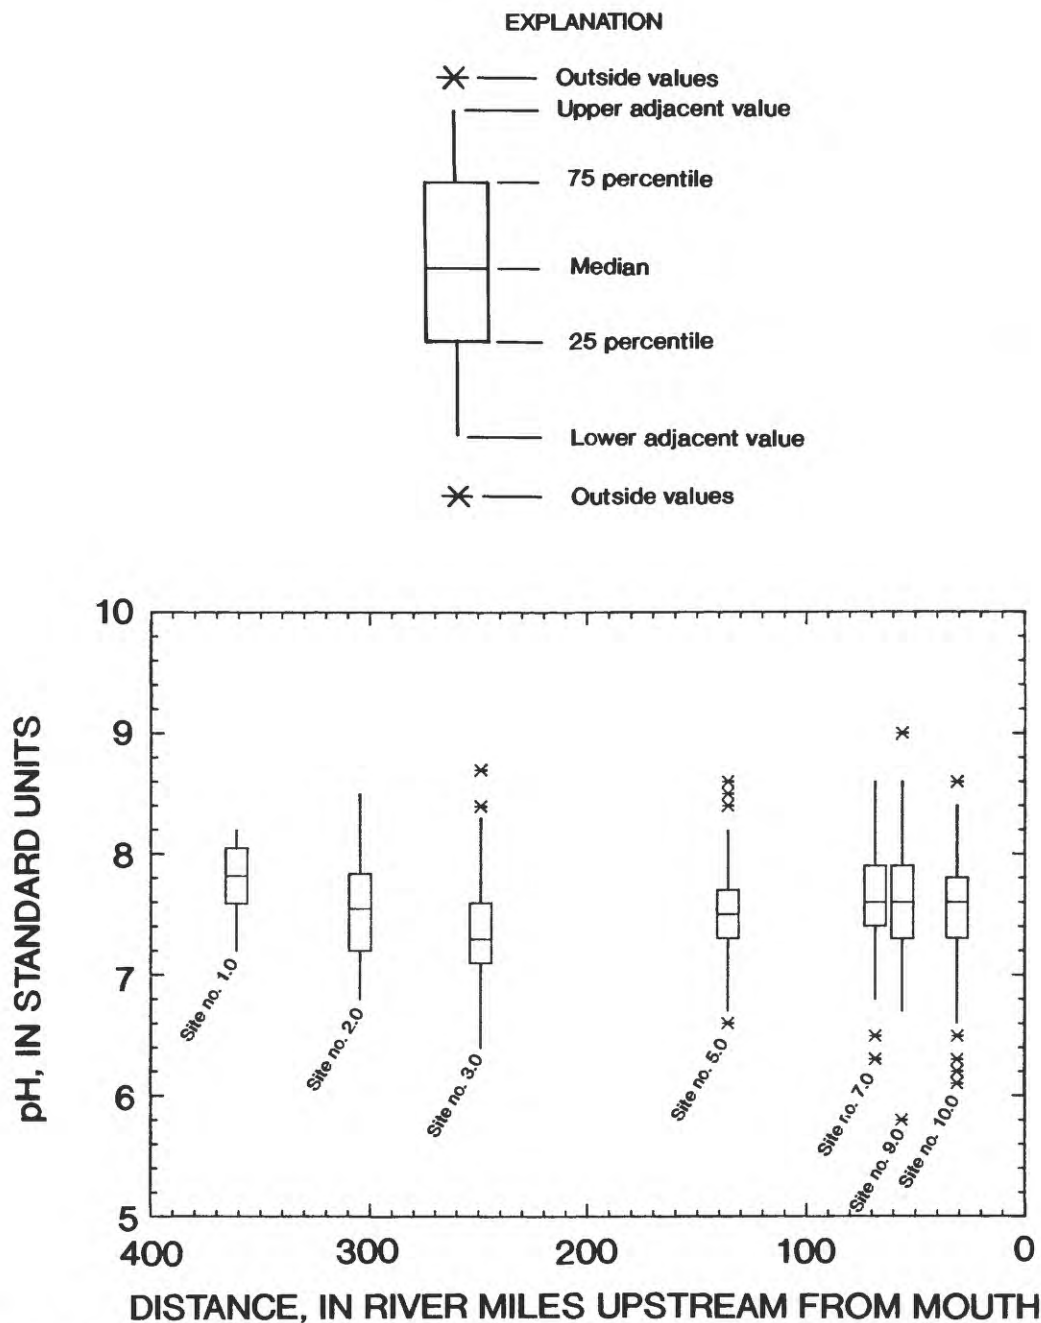 EXPLANATION
Outside values
Upper adjacent value
75 percentile
Median
25 percentile
Lower adjacent value
Outside values
10
9
8
7
6
5
pH, IN STANDARD UNITS
Site no. 1.0
Site no. 2.0
Site no. 3.0
Site no. 5.0
Site r.o. 7.0
Site no. 9.0
Site no. 10.0
400 300 200 100 0
DISTANCE, IN RIVER MILES UPSTREAM FROM MOUTH